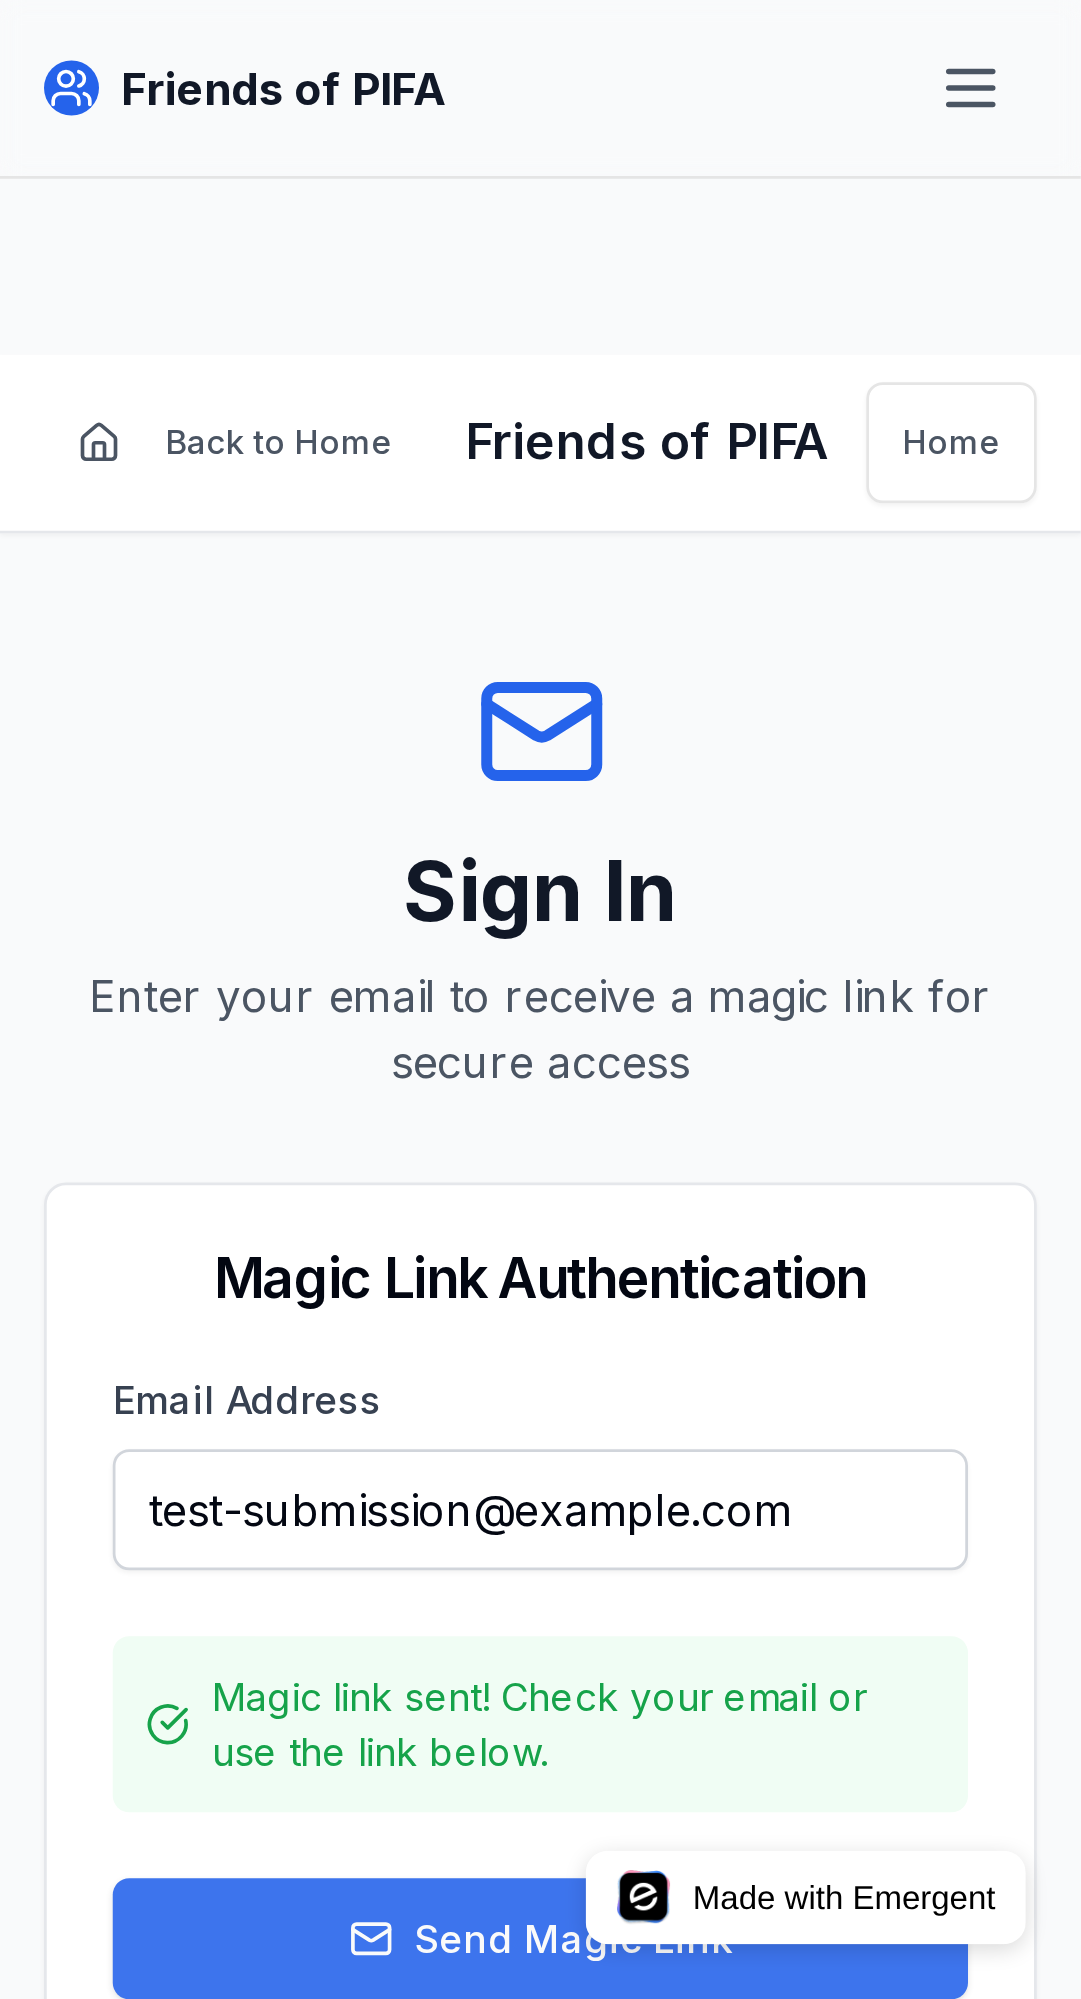 Friends of PIFA
Back to Home
Friends of PIFA
Home
Sign In
Enter your email to receive a magic link for
secure access
Magic Link Authentication
Email Address
test-submission@example.com
Magic link sent! Check your email or
use the link below.
Made with Emergent
Send Magic Link